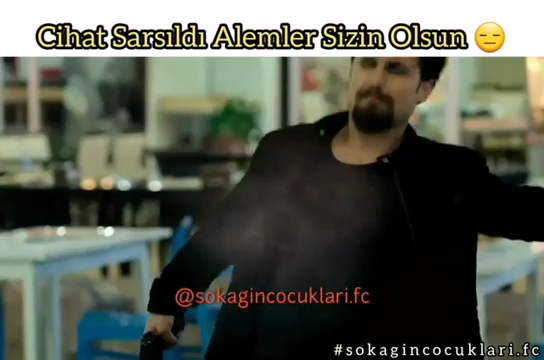 Cihat Sarsıldı Alemler Sizin Olsun 😑
@sokagincocuklari.fc
#sokagincocuklari.fc